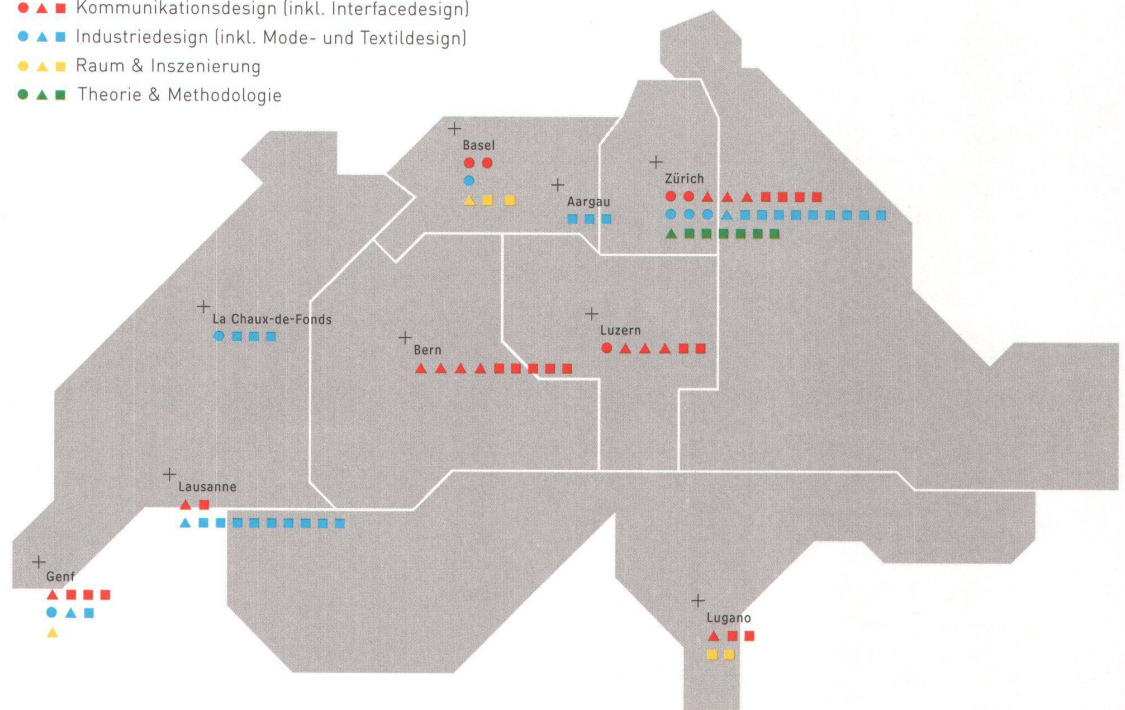 Kommunikationsdesign (inkl. Interfacedesign)
Industriedesign (inkl. Mode- und Textildesign)
Raum & Inszenierung
Theorie & Methodologie
Basel
Aargau
Zürich
La Chaux-de-Fonds
Bern
Luzern
Lausanne
Genf
Lugano